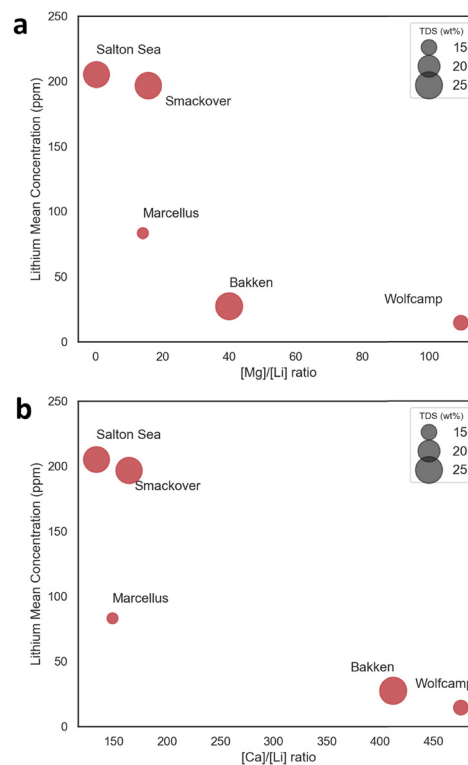 a
Lithium Mean Concentration (ppm)
250
200
150
100
50
0
Salton Sea
Smackover
Marcellus
Bakken
Wolfcamp
TDS (wt%)
15
20
25
0 20 40 60 80 100
[Mg]/[Li] ratio
b
Lithium Mean Concentration (ppm)
250
200
150
100
50
0
Salton Sea
Smackover
Marcellus
Bakken
Wolfcamp
TDS (wt%)
15
20
25
150 200 250 300 350 400 450
[Ca]/[Li] ratio